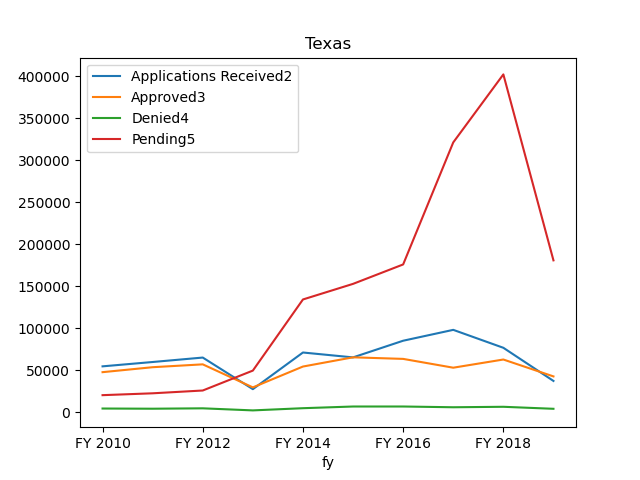 Texas
Applications Received2
Approved3
Denied4
Pending5
400000
350000
300000
250000
200000
150000
100000
50000
0
FY 2010 FY 2012 FY 2014 FY 2016 FY 2018
fy